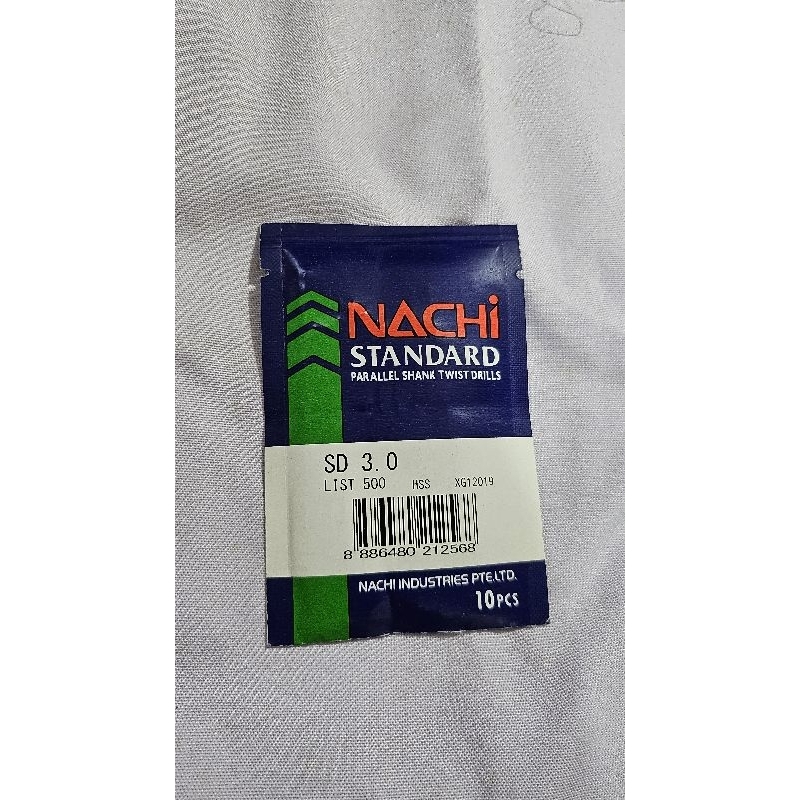 NACHi
STANDARD
PARALLEL SHANK TWIST DRILLS
SD 3.0
LIST 500 HSS XG12019
8 886480 212568
NACHI INDUSTRIES PTE.LTD.
10PCS